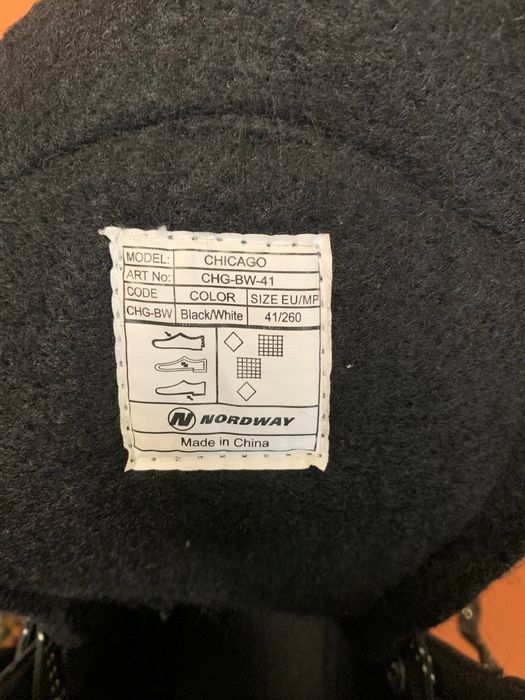 MODEL: CHICAGO
ART No: CHG-BW-41
CODE COLOR SIZE EU/MP
CHG-BW Black/White 41/260
N NORDWAY
Made in China